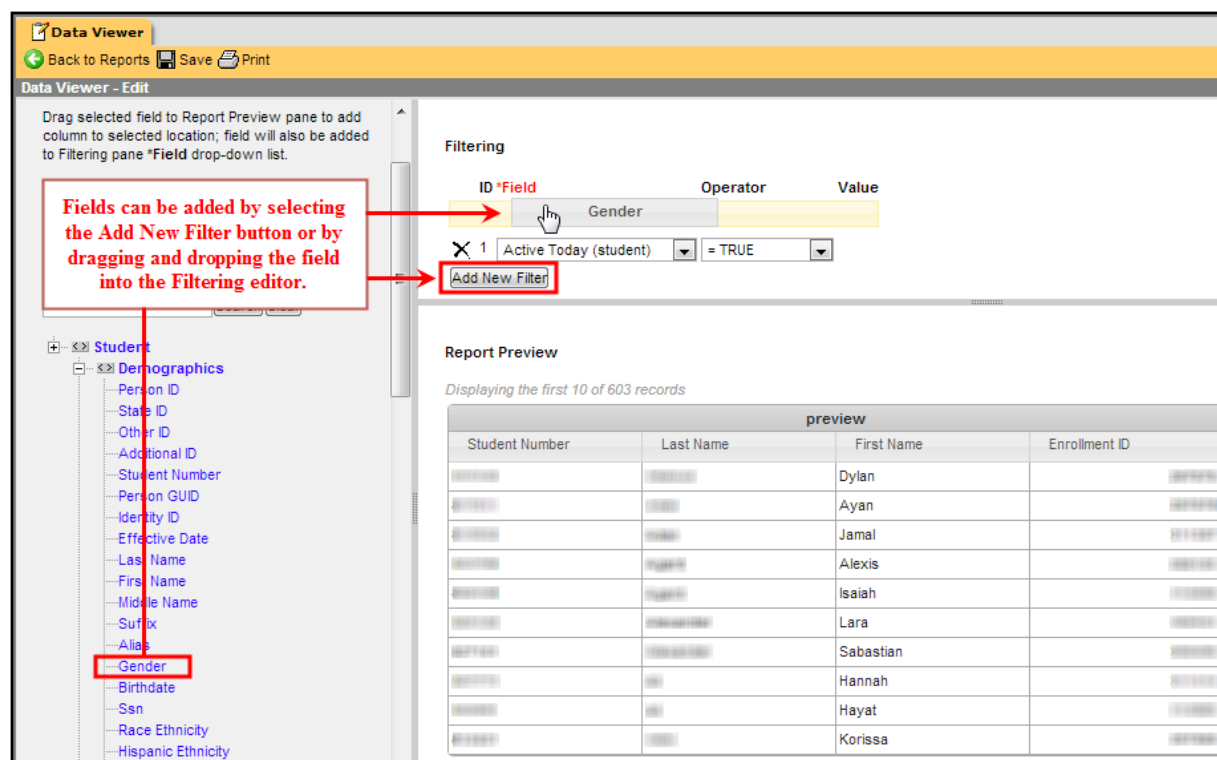 Data Viewer
Back to Reports Save Print
Data Viewer - Edit
Drag selected field to Report Preview pane to add
column to selected location; field will also be added
to Filtering pane *Field drop-down list.
Fields can be added by selecting
the Add New Filter button or by
dragging and dropping the field
into the Filtering editor.
Student
Demographics
Person ID
State ID
Other ID
Additional ID
Student Number
Person GUID
Identity ID
Effective Date
Last Name
First Name
Middle Name
Suffix
Alias
Gender
Birthdate
Ssn
Race Ethnicity
Hispanic Ethnicity
Filtering
ID *Field Operator Value
Gender
1 Active Today (student) = TRUE
Add New Filter
Report Preview
Displaying the first 10 of 603 records
preview
Student Number Last Name First Name Enrollment ID
Dylan
Ayan
Jamal
Alexis
Isaiah
Lara
Sabastian
Hannah
Hayat
Korissa